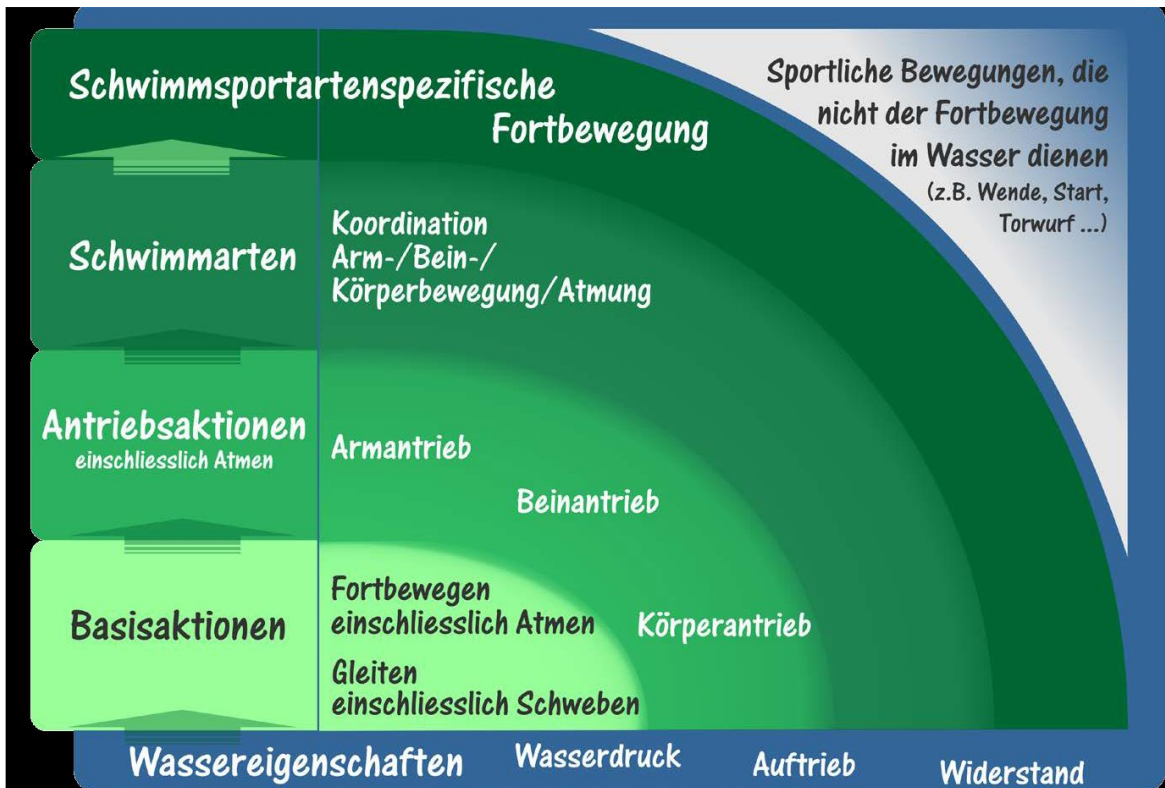 Schwimmsportartenspezifische
Fortbewegung
Sportliche Bewegungen, die
nicht der Fortbewegung
im Wasser dienen
(z.B. Wende, Start,
Torwurf ...)
Schwimmarten
Koordination
Arm-/Bein-/
Körperbewegung/Atmung
Antriebsaktionen
einschliesslich Atmen
Armantrieb
Beinantrieb
Körperantrieb
Basisaktionen
Fortbewegen
einschliesslich Atmen
Gleiten
einschliesslich Schweben
Wassereigenschaften
Wasserdruck
Auftrieb
Widerstand